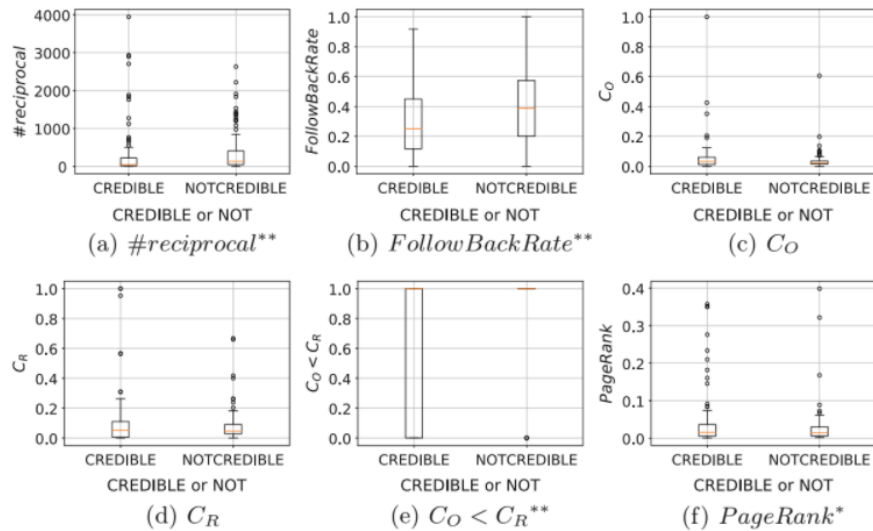 #reciprocal
4000
3000
2000
1000
0
CREDIBLE NOTCREDIBLE
CREDIBLE or NOT
(a) #reciprocal**
FollowBackRate
1.0
0.8
0.6
0.4
0.2
0.0
CREDIBLE NOTCREDIBLE
CREDIBLE or NOT
(b) FollowBackRate**
C_O
1.0
0.8
0.6
0.4
0.2
0.0
CREDIBLE NOTCREDIBLE
CREDIBLE or NOT
(c) C_O
C_R
1.0
0.8
0.6
0.4
0.2
0.0
CREDIBLE NOTCREDIBLE
CREDIBLE or NOT
(d) C_R
C_O < C_R
1.0
0.8
0.6
0.4
0.2
0.0
CREDIBLE NOTCREDIBLE
CREDIBLE or NOT
(e) C_O < C_R**
PageRank
0.4
0.3
0.2
0.1
0.0
CREDIBLE NOTCREDIBLE
CREDIBLE or NOT
(f) PageRank*